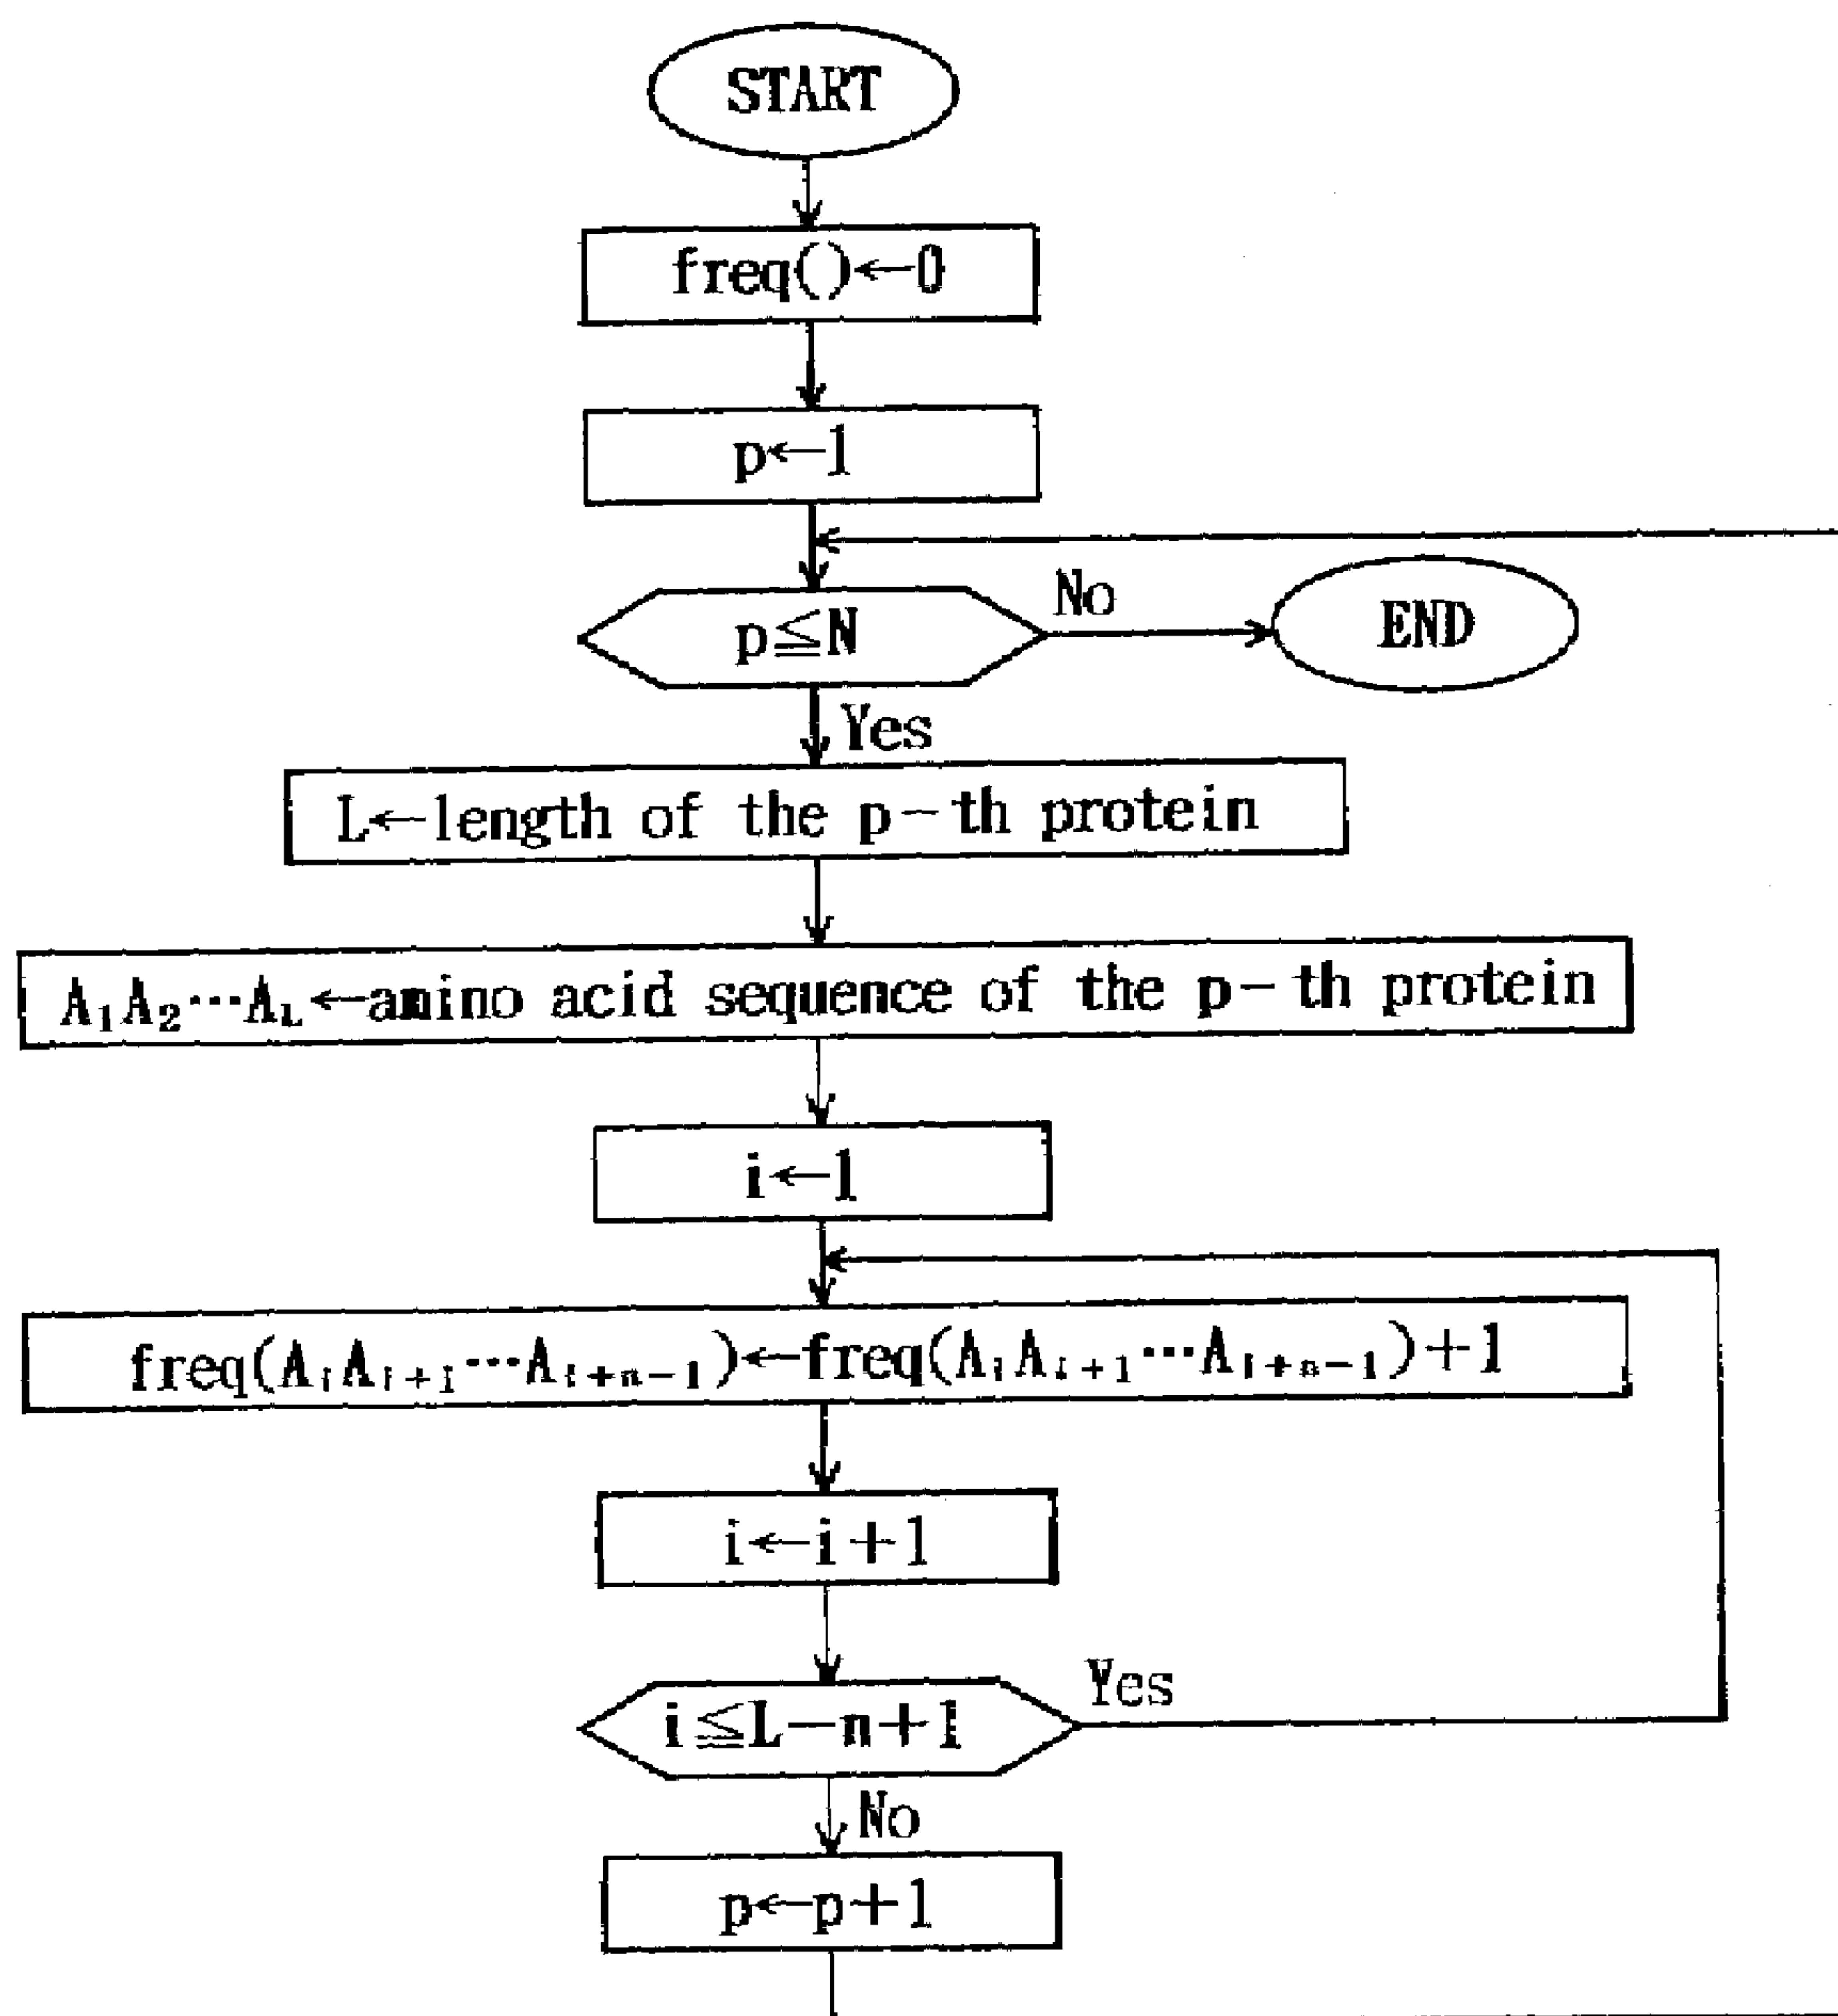 START
freq()←0
p←1
p≦N
No
END
Yes
L←length of the p-th protein
A₁A₂⋯A_L←amino acid sequence of the p-th protein
i←1
freq(AᵢAᵢ₊₁⋯Aᵢ₊ₙ₋₁)←freq(AᵢAᵢ₊₁⋯Aᵢ₊ₙ₋₁)+1
i←i+1
i≦L-n+1
Yes
No
p←p+1